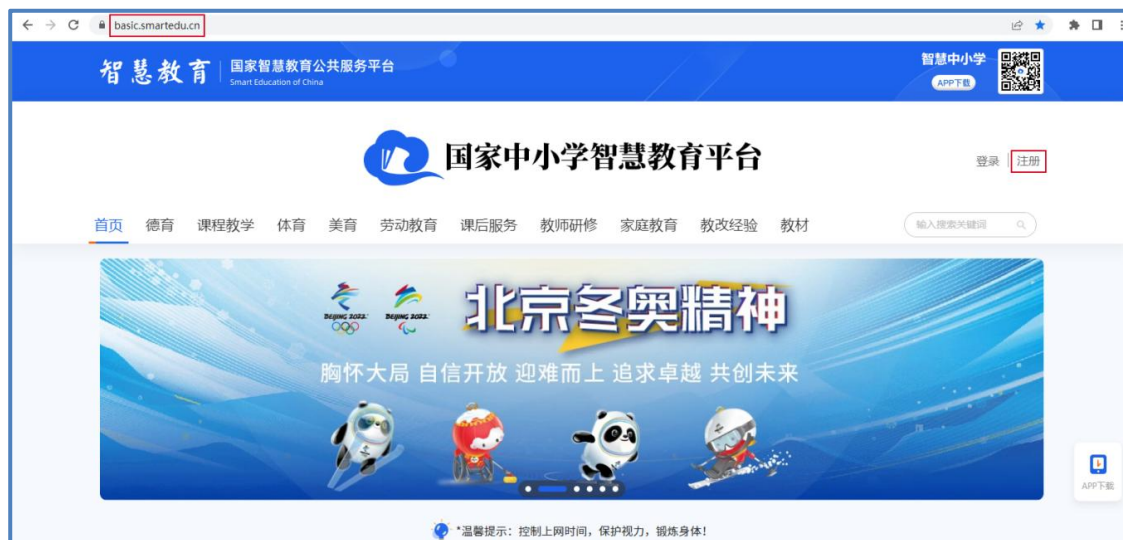 basic.smartedu.cn
智慧教育 国家智慧教育公共服务平台
Smart Education of China
智慧中小学
APP下载
国家中小学智慧教育平台
登录 注册
首页 德育 课程教学 体育 美育 劳动教育 课后服务 教师研修 家庭教育 教改经验 教材
输入搜索关键词
北京冬奥精神
BEIJING 2022 BEIJING 2022
胸怀大局 自信开放 迎难而上 追求卓越 共创未来
APP下载
*温馨提示：控制上网时间，保护视力，锻炼身体！